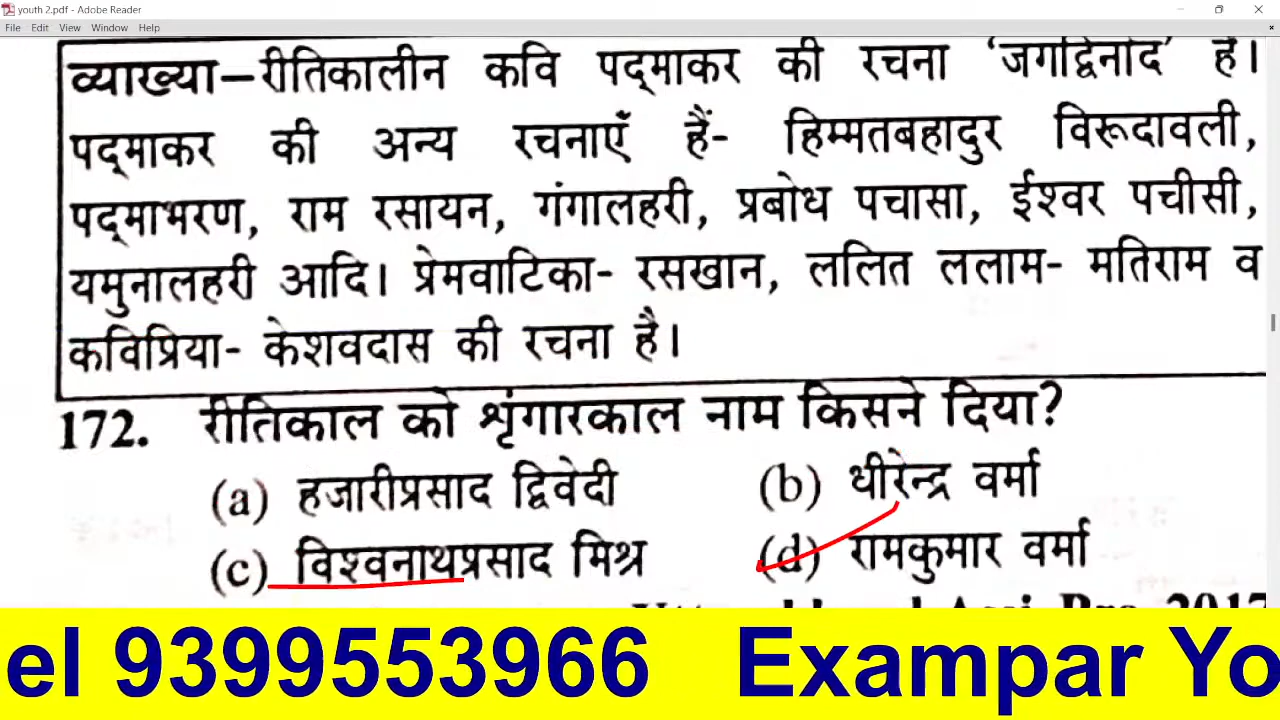 youth 2.pdf - Adobe Reader
File Edit View Window Help
व्याख्या–रीतिकालीन कवि पद्माकर की रचना ‘जगद्विनोद’ है।
पद्माकर की अन्य रचनाएँ हैं- हिम्मतबहादुर विरूदावली,
पद्माभरण, राम रसायन, गंगालहरी, प्रबोध पचासा, ईश्वर पचीसी,
यमुनालहरी आदि। प्रेमवाटिका- रसखान, ललित ललाम- मतिराम व
कविप्रिया- केशवदास की रचना है।
172. रीतिकाल को शृंगारकाल नाम किसने दिया?
(a) हजारीप्रसाद द्विवेदी (b) धीरेन्द्र वर्मा
(c) विश्वनाथप्रसाद मिश्र (d) रामकुमार वर्मा
el 9399553966 Exampar Yo